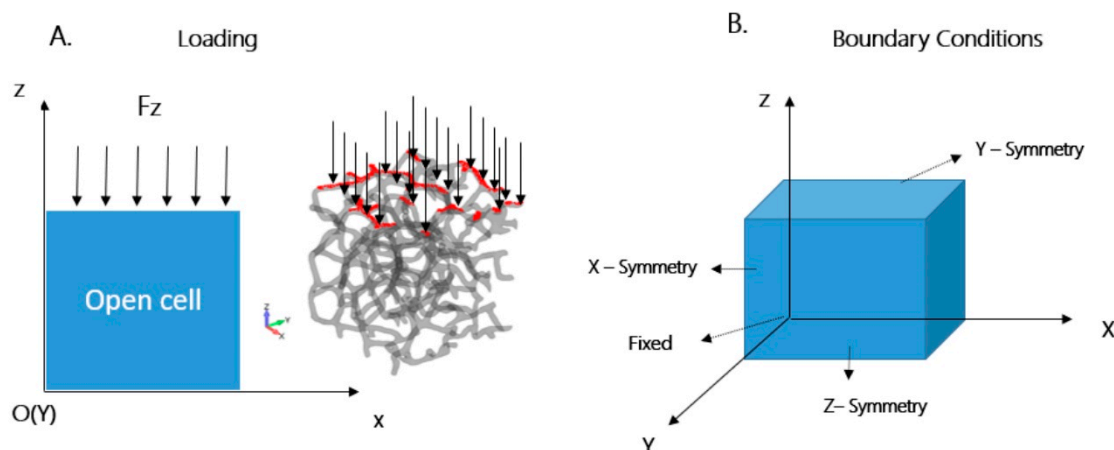 A.
Loading
Z
Fz
Open cell
Z
Y
X
O(Y)
X
B.
Boundary Conditions
Z
Y – Symmetry
X – Symmetry
Fixed
X
Z– Symmetry
Y